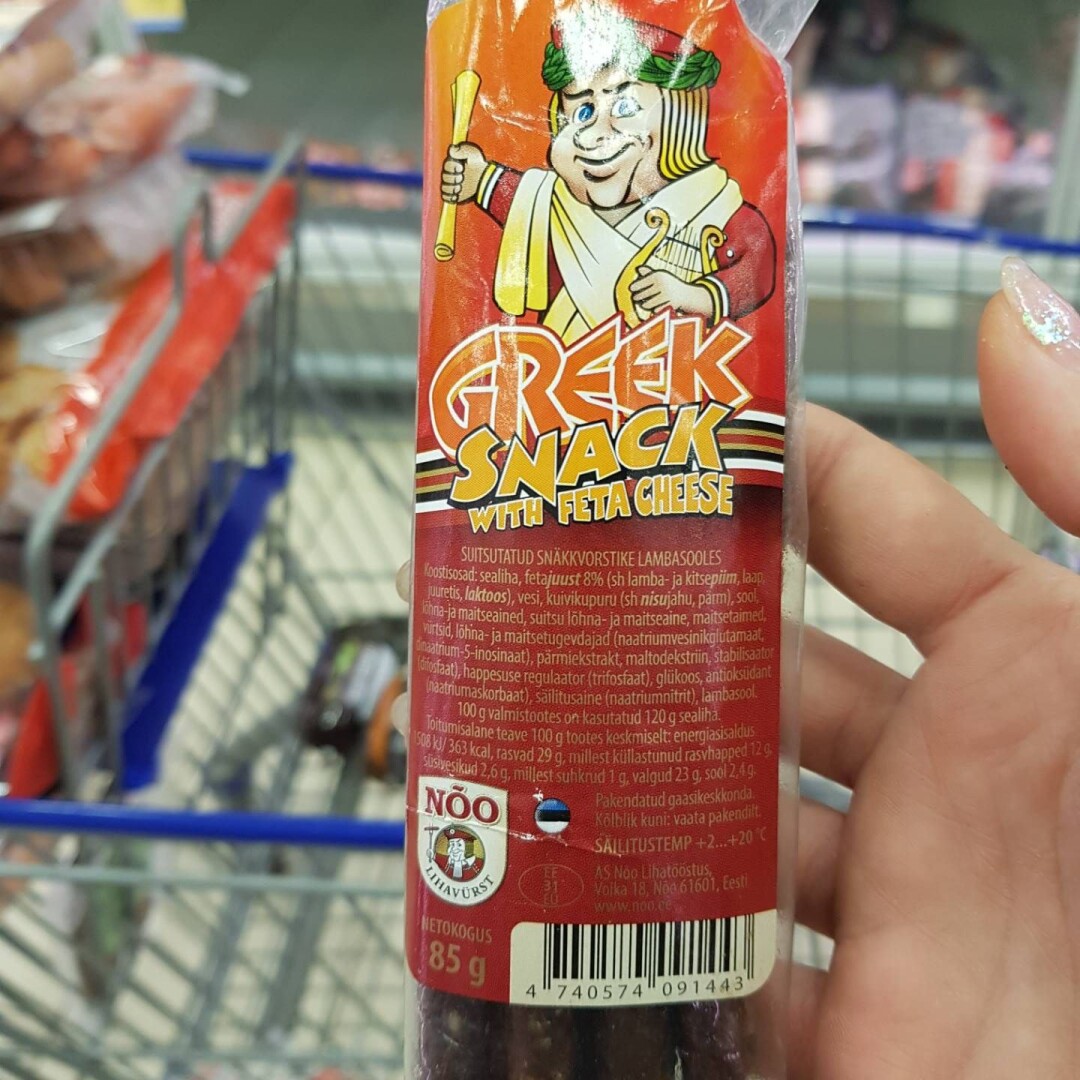 GREEK
SNACK
WITH FETA CHEESE
SUITSUTATUD SNÄKKVORSTIKE LAMBASOOLES
Koostisosad: sealiha, fetajuust 8% (sh lamba- ja kitsepiim, laap,
juuretis, laktoos), vesi, kuivikupuru (sh nisujahu, pärm), sool,
lõhna-ja maitseained, suitsu lõhna- ja maitseaine, maitsetaimed,
vürtsid, lõhna- ja maitsetugevdajad (naatriumvesinikglutamaat,
dinaatrium-5-inosinaat), pärmiekstrakt, maltodekstriin, stabilisaator
(difosfaat), happesuse regulaator (trifosfaat), glükoos, antioksüdant
(naatriumaskorbaat), säilitusaine (naatriumnitrit), lambasool.
100 g valmistootes on kasutatud 120 g sealiha.
Toitumisalane teave 100 g tootes keskmiselt: energiasisaldus
1508 kJ/ 363 kcal, rasvad 29 g, millest küllastunud rasvhapped 12 g,
süsivesikud 2,6 g, millest suhkrud 1 g, valgud 23 g, sool 2,4 g.
Pakendatud gaasikeskkonda.
Kõlblik kuni: vaata pakendilt.
SÄILITUSTEMP +2...+20 °C
NÕO
LIHAVÜRST
EE
31
EU
AS Nõo Lihatööstus,
Voika 18, Nõo 61601, Eesti
www.noo.ee
NETOKOGUS
85 g
4 740574 091443